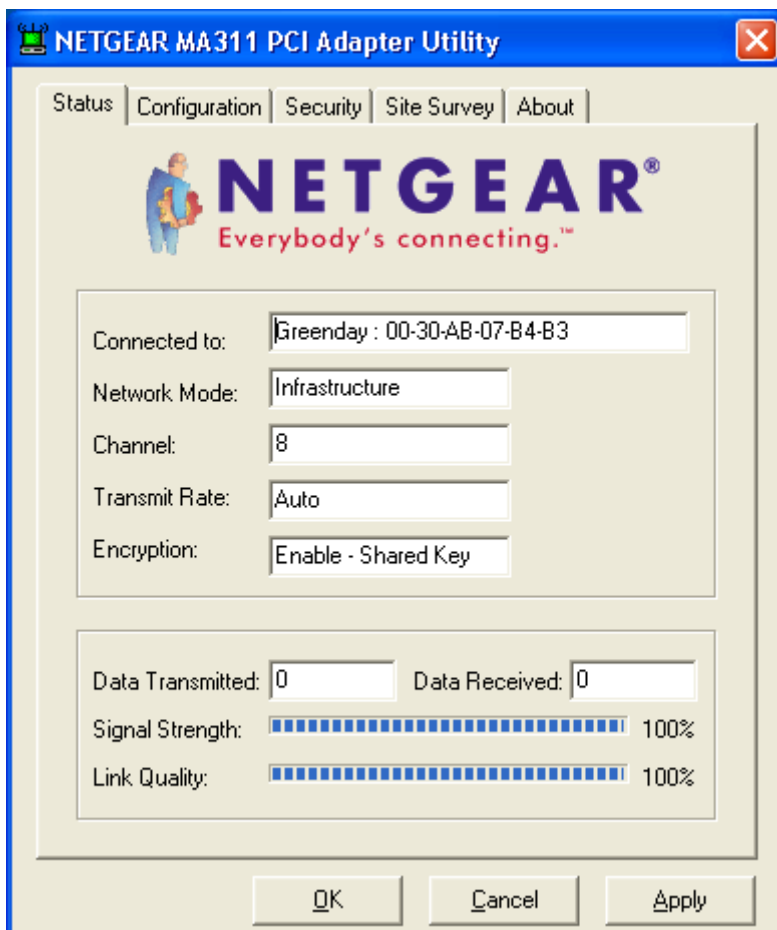 NETGEAR MA311 PCI Adapter Utility
Status Configuration Security Site Survey About
NETGEAR®
Everybody's connecting.™
Connected to: Greenday : 00-30-AB-07-B4-B3
Network Mode: Infrastructure
Channel: 8
Transmit Rate: Auto
Encryption: Enable - Shared Key
Data Transmitted: 0 Data Received: 0
Signal Strength: 100%
Link Quality: 100%
OK Cancel Apply